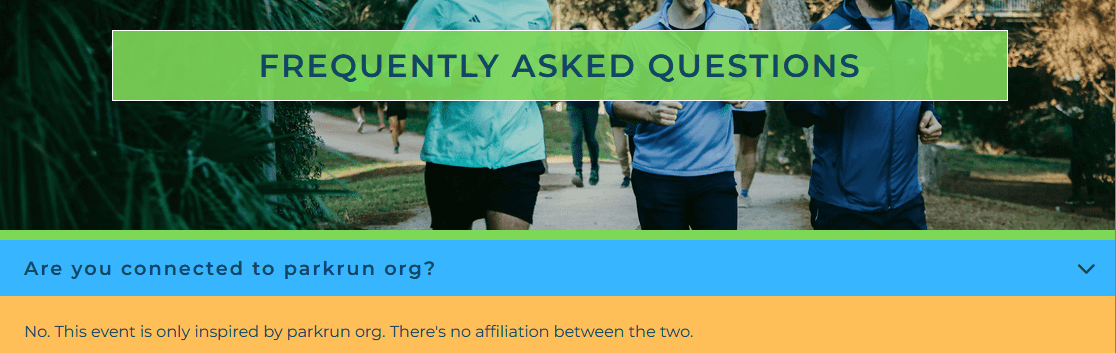 FREQUENTLY ASKED QUESTIONS
Are you connected to parkrun org?
No. This event is only inspired by parkrun org. There's no affiliation between the two.